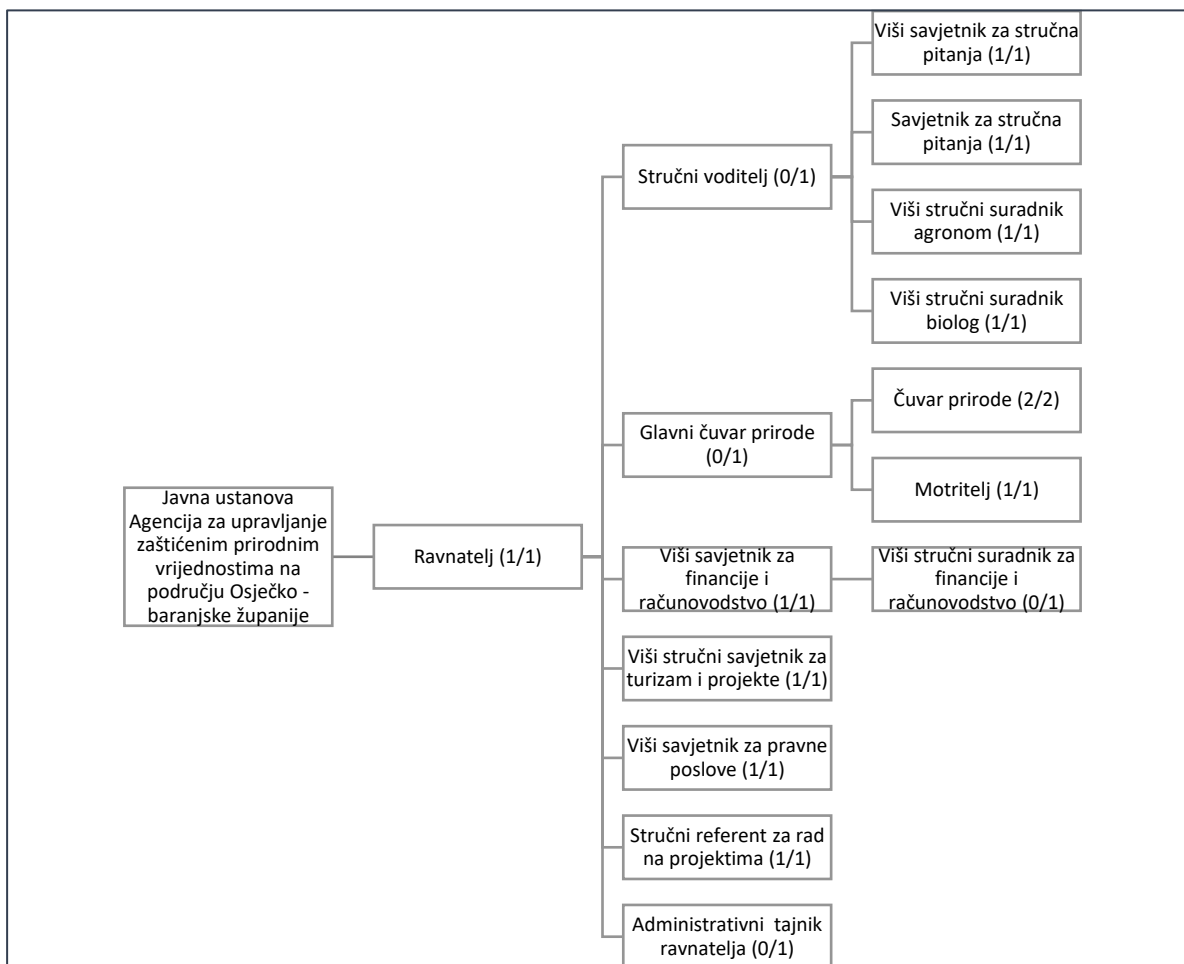 Javna ustanova
Agencija za upravljanje
zaštićenim prirodnim
vrijednostima na
području Osječko -
baranjske županije
Ravnatelj (1/1)
Stručni voditelj (0/1)
Viši savjetnik za stručna
pitanja (1/1)
Savjetnik za stručna
pitanja (1/1)
Viši stručni suradnik
agronom (1/1)
Viši stručni suradnik
biolog (1/1)
Glavni čuvar prirode
(0/1)
Čuvar prirode (2/2)
Motritelj (1/1)
Viši savjetnik za
financije i
računovodstvo (1/1)
Viši stručni suradnik za
financije i
računovodstvo (0/1)
Viši stručni savjetnik za
turizam i projekte (1/1)
Viši savjetnik za pravne
poslove (1/1)
Stručni referent za rad
na projektima (1/1)
Administrativni  tajnik
ravnatelja (0/1)